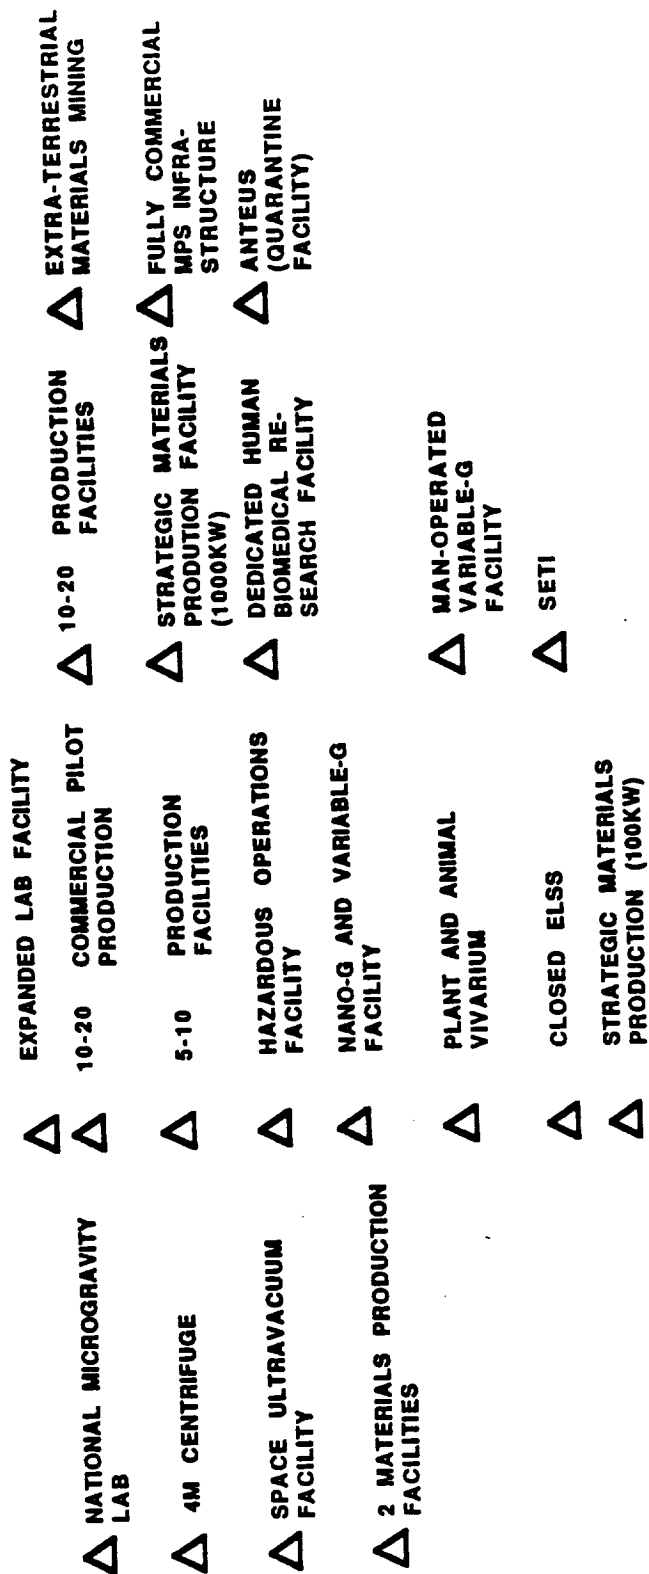 NATIONAL MICROGRAVITY
LAB
4M CENTRIFUGE
SPACE ULTRAVACUUM
FACILITY
2 MATERIALS PRODUCTION
FACILITIES
EXPANDED LAB FACILITY
10-20 COMMERCIAL PILOT
PRODUCTION
5-10 PRODUCTION
FACILITIES
HAZARDOUS OPERATIONS
FACILITY
NANO-G AND VARIABLE-G
FACILITY
PLANT AND ANIMAL
VIVARIUM
CLOSED ELSS
STRATEGIC MATERIALS
PRODUCTION (100KW)
10-20 PRODUCTION
FACILITIES
STRATEGIC MATERIALS
PRODUTION FACILITY
(1000KW)
DEDICATED HUMAN
BIOMEDICAL RE-
SEARCH FACILITY
MAN-OPERATED
VARIABLE-G
FACILITY
SETI
EXTRA-TERRESTRIAL
MATERIALS MINING
FULLY COMMERCIAL
MPS INFRA-
STRUCTURE
ANTEUS
(QUARANTINE
FACILITY)